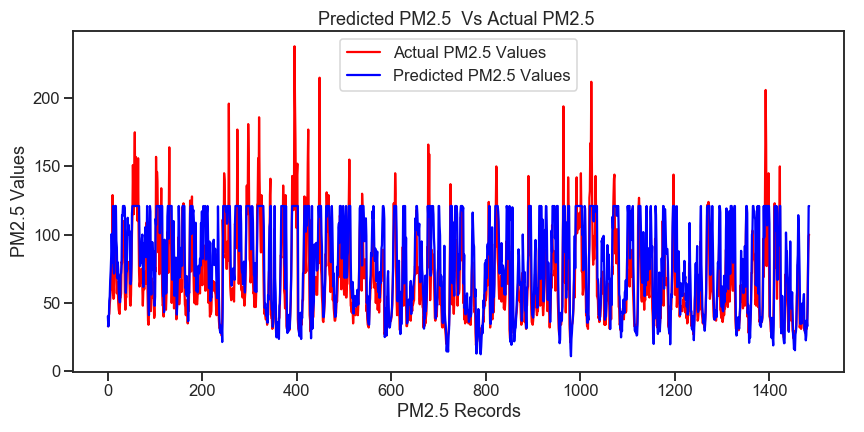 Predicted PM2.5  Vs Actual PM2.5
Actual PM2.5 Values
Predicted PM2.5 Values
PM2.5 Values
200
150
100
50
0
0 200 400 600 800 1000 1200 1400
PM2.5 Records